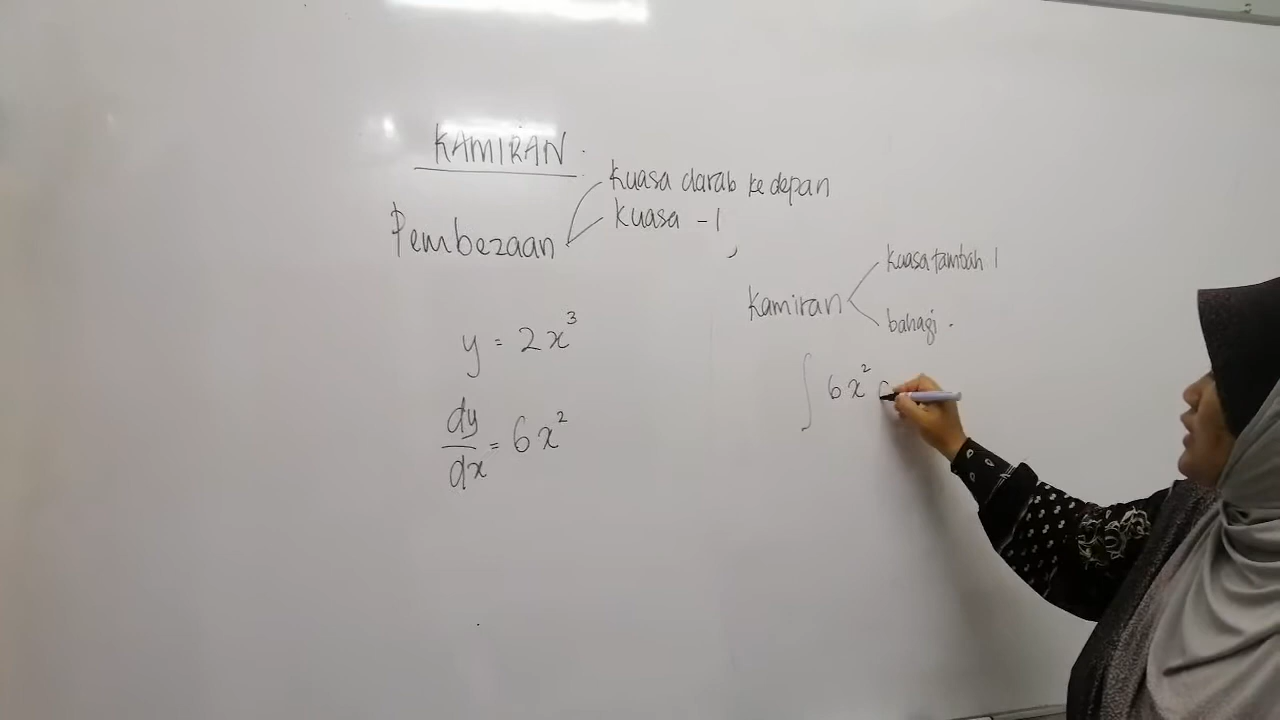 KAMIRAN
Pembezaan
kuasa darab ke depan
kuasa -1
y = 2x³
dy/dx = 6x²
Kamiran
kuasa tambah 1
bahagi.
∫ 6x²